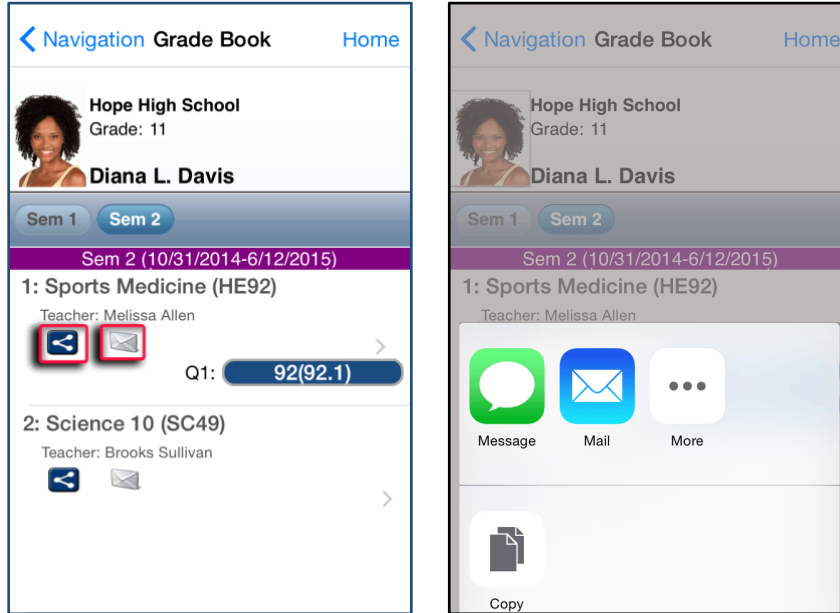 Navigation Grade Book Home
Hope High School
Grade: 11
Diana L. Davis
Sem 1 Sem 2
Sem 2 (10/31/2014-6/12/2015)
1: Sports Medicine (HE92)
Teacher: Melissa Allen
Q1: 92(92.1)
2: Science 10 (SC49)
Teacher: Brooks Sullivan
Navigation Grade Book Home
Hope High School
Grade: 11
Diana L. Davis
Sem 1 Sem 2
Sem 2 (10/31/2014-6/12/2015)
1: Sports Medicine (HE92)
Teacher: Melissa Allen
Message Mail More
Copy